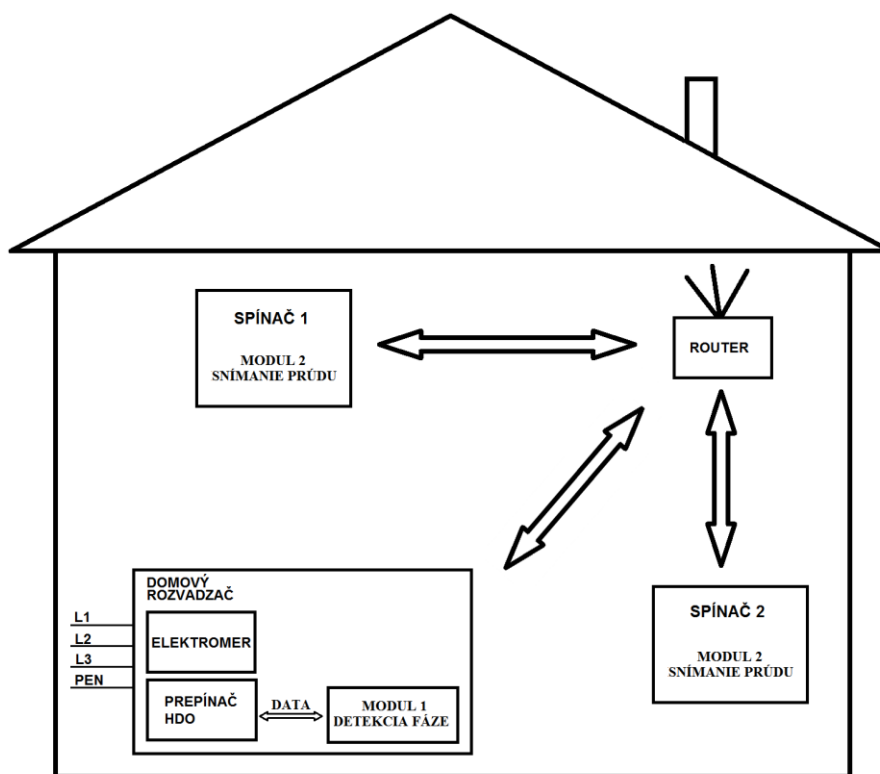 SPÍNAČ 1
MODUL 2
SNÍMANIE PRÚDU
ROUTER
DOMOVÝ
ROZVADZAČ
L1
L2
L3
PEN
ELEKTROMER
PREPÍNAČ
HDO
DATA
MODUL 1
DETEKCIA FÁZE
SPÍNAČ 2
MODUL 2
SNÍMANIE PRÚDU